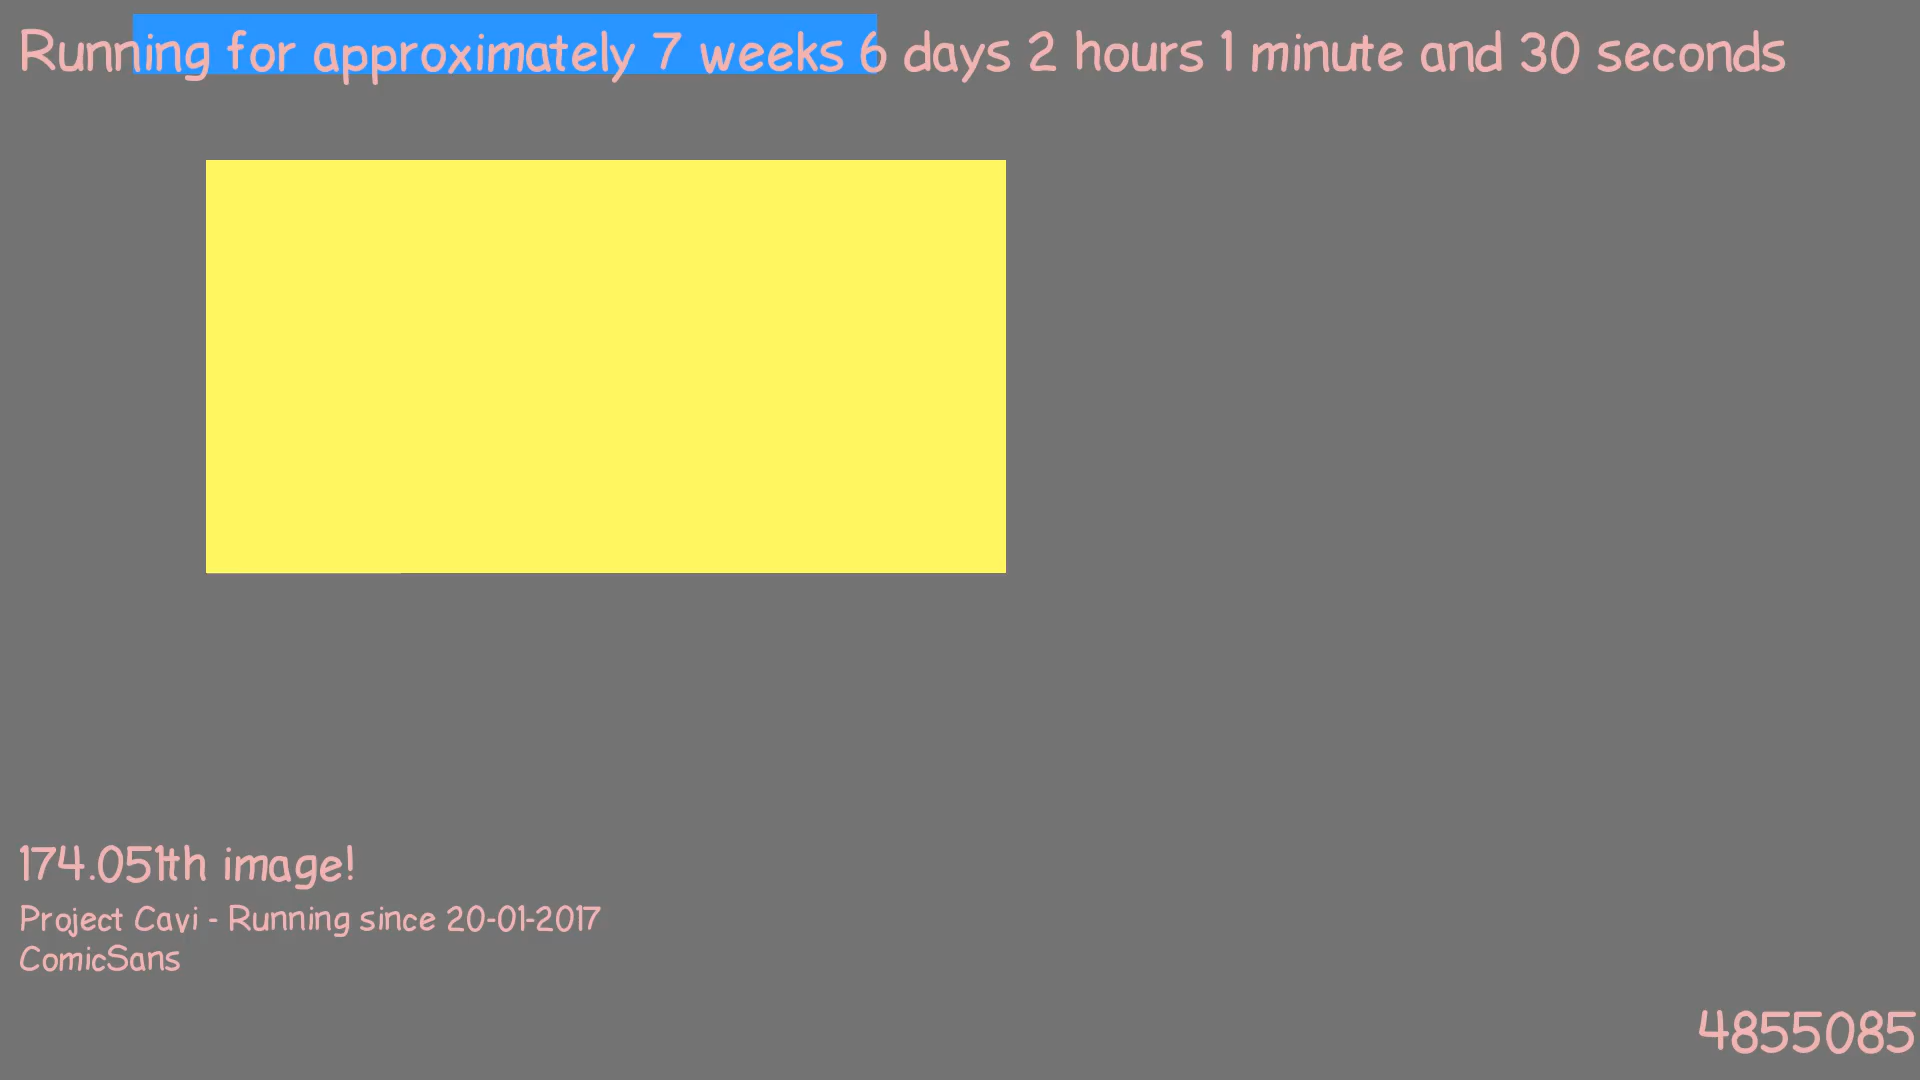 Running for approximately 7 weeks 6 days 2 hours 1 minute and 30 seconds
174.051th image!
Project Cavi - Running since 20-01-2017
ComicSans
4855085